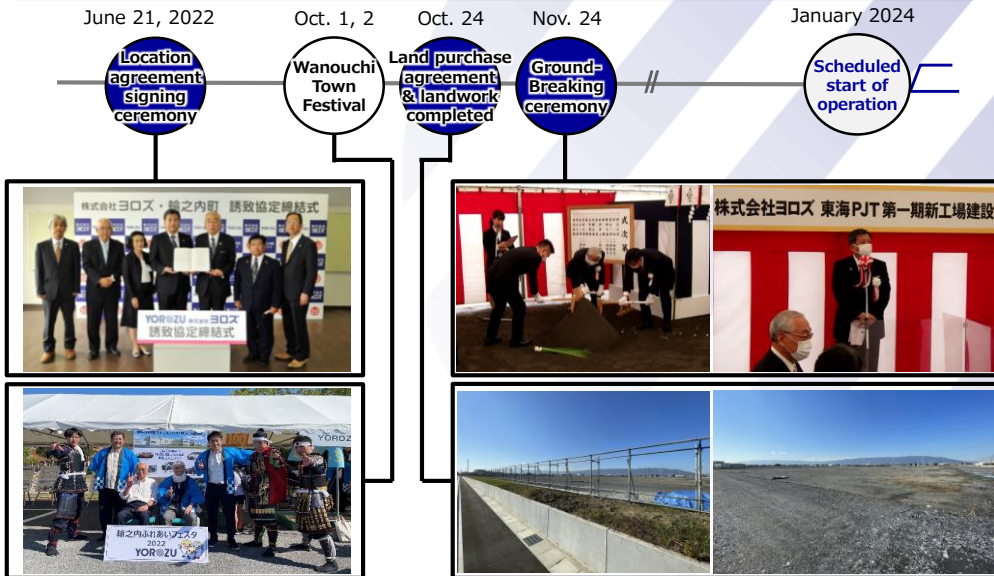 June 21, 2022
Oct. 1, 2
Oct. 24
Nov. 24
January 2024
Location
agreement
signing
ceremony
Wanouchi
Town
Festival
Land purchase
agreement
& landwork
completed
Ground-
Breaking
ceremony
Scheduled
start of
operation
株式会社ヨロズ・輪之内町 誘致協定締結式
YOROZU 株式会社ヨロズ
誘致協定締結式
式次第
株式会社ヨロズ 東海PJT 第一期新工場建設
YOROZ
輪之内ふれあいフェスタ
2022
YOROZU